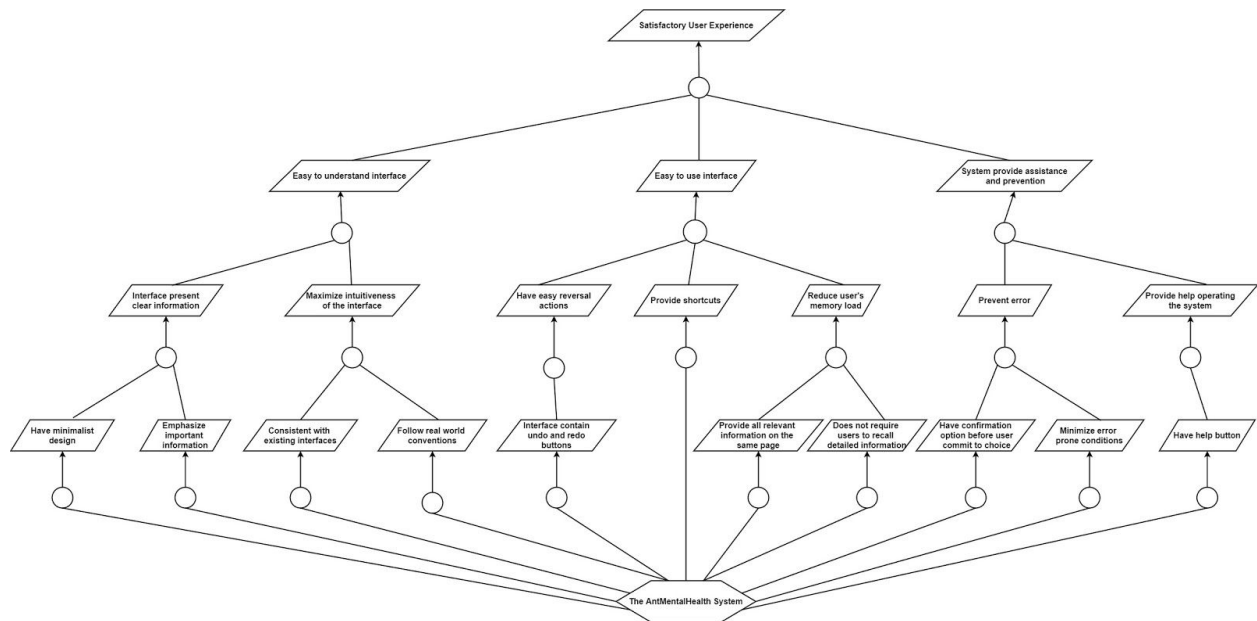 Satisfactory User Experience
Easy to understand interface
Easy to use interface
System provide assistance
and prevention
Interface present
clear information
Maximize intuitiveness
of the interface
Have easy reversal
actions
Provide shortcuts
Reduce user's
memory load
Prevent error
Provide help operating
the system
Have minimalist
design
Emphasize
important
information
Consistent with
existing interfaces
Follow real world
conventions
Interface contain
undo and redo
buttons
Provide all relevant
information on the
same page
Does not require
users to recall
detailed information
Have confirmation
option before user
commit to choice
Minimize error
prone conditions
Have help button
The AntMentalHealth System